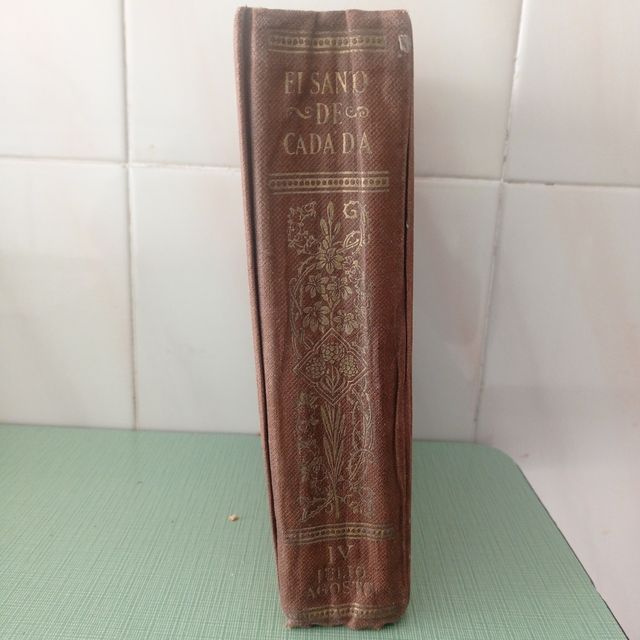 EL SANTO
DE
CADA DIA
IV
JULIO
AGOSTO